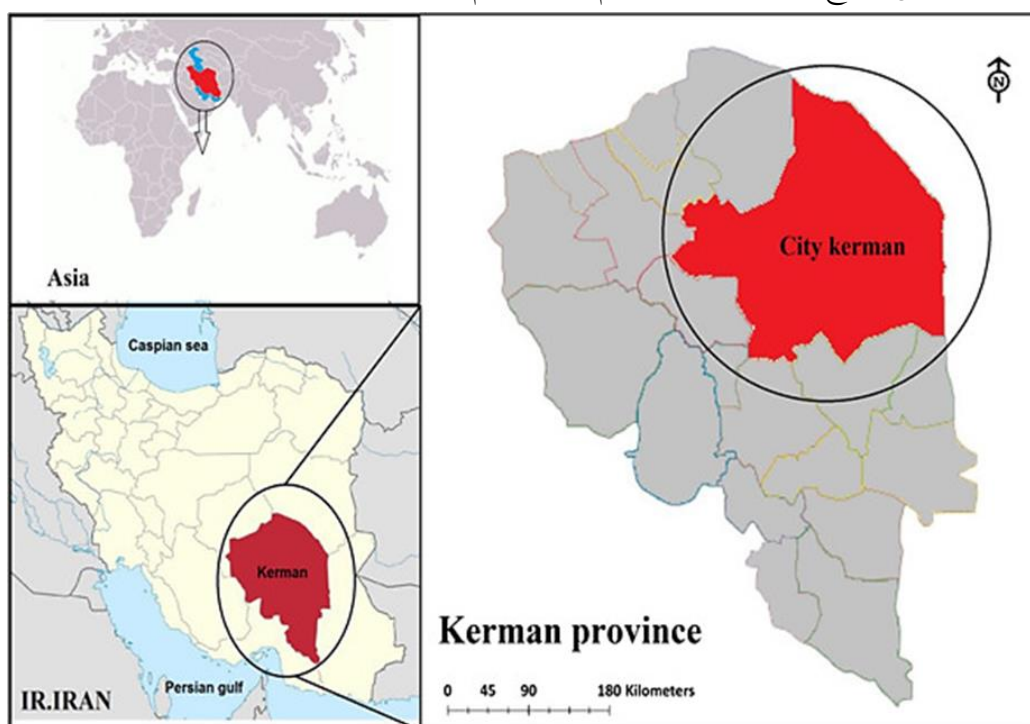 Asia
Caspian sea
Kerman
Persian gulf
IR.IRAN
N
City kerman
Kerman province
0 45 90 180 Kilometers